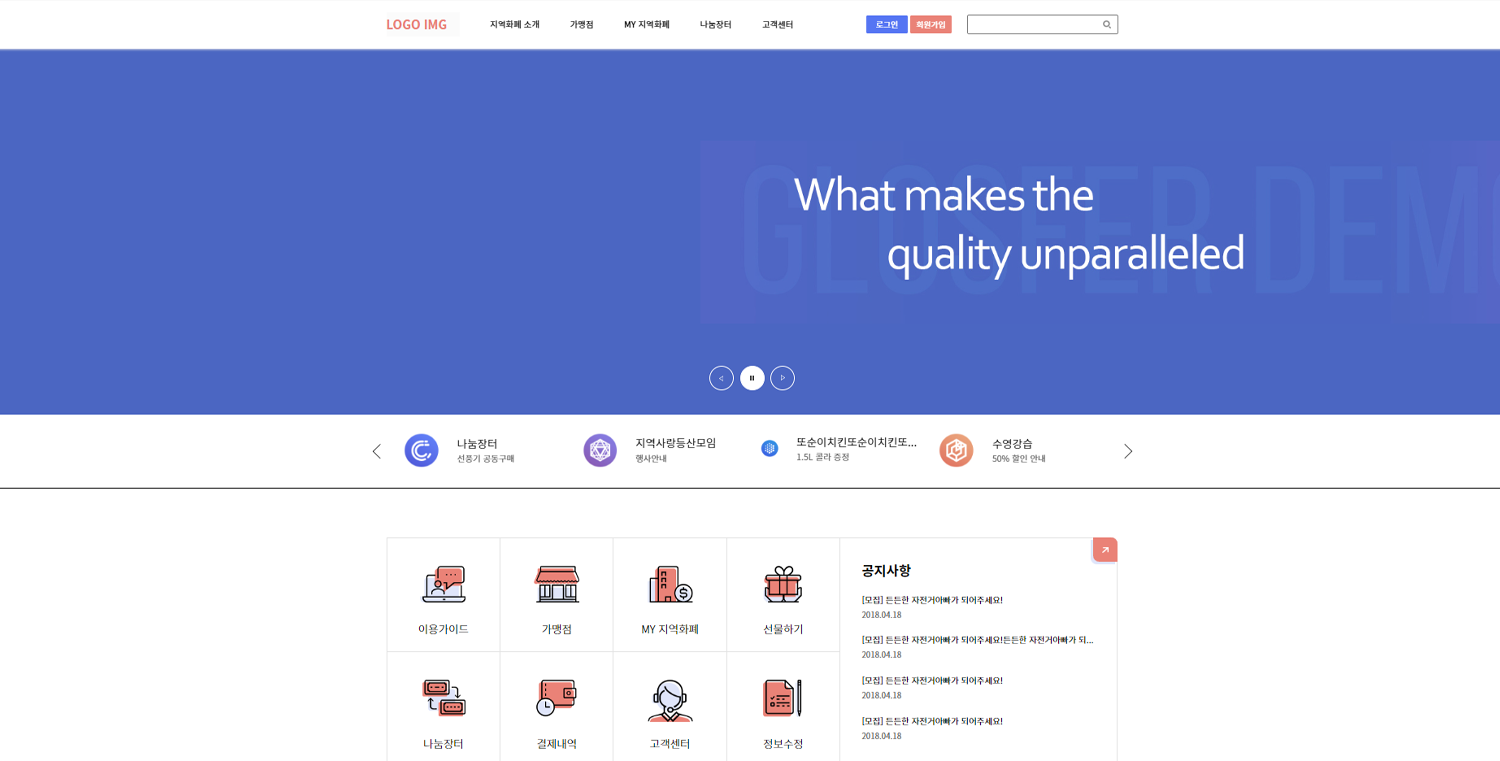 LOGO IMG
지역화폐 소개
가맹점
MY 지역화폐
나눔장터
고객센터
로그인
회원가입
GLOSFER DEMO
What makes the
quality unparalleled
나눔장터
선풍기 공동구매
지역사랑등산모임
행사안내
또순이치킨또순이치킨또...
1.5L 콜라 증정
수영강습
50% 할인 안내
이용가이드
가맹점
MY 지역화폐
선물하기
나눔장터
결제내역
고객센터
정보수정
공지사항
[모집] 든든한 자전거아빠가 되어주세요!
2018.04.18
[모집] 든든한 자전거아빠가 되어주세요!든든한 자전거아빠가 되...
2018.04.18
[모집] 든든한 자전거아빠가 되어주세요!
2018.04.18
[모집] 든든한 자전거아빠가 되어주세요!
2018.04.18